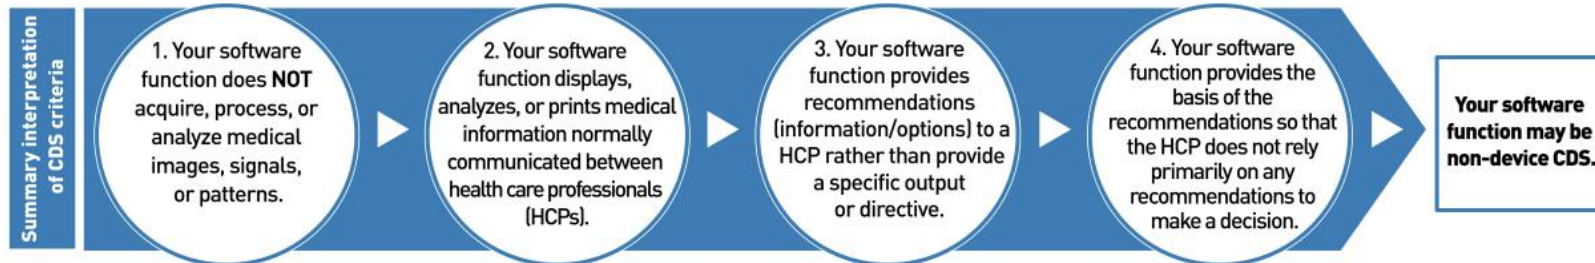 Summary interpretation
of CDS criteria
1. Your software
function does NOT
acquire, process, or
analyze medical
images, signals,
or patterns.
2. Your software
function displays,
analyzes, or prints medical
information normally
communicated between
health care professionals
(HCPs).
3. Your software
function provides
recommendations
(information/options) to a
HCP rather than provide
a specific output
or directive.
4. Your software
function provides the
basis of the
recommendations so that
the HCP does not rely
primarily on any
recommendations to
make a decision.
Your software
function may be
non-device CDS.